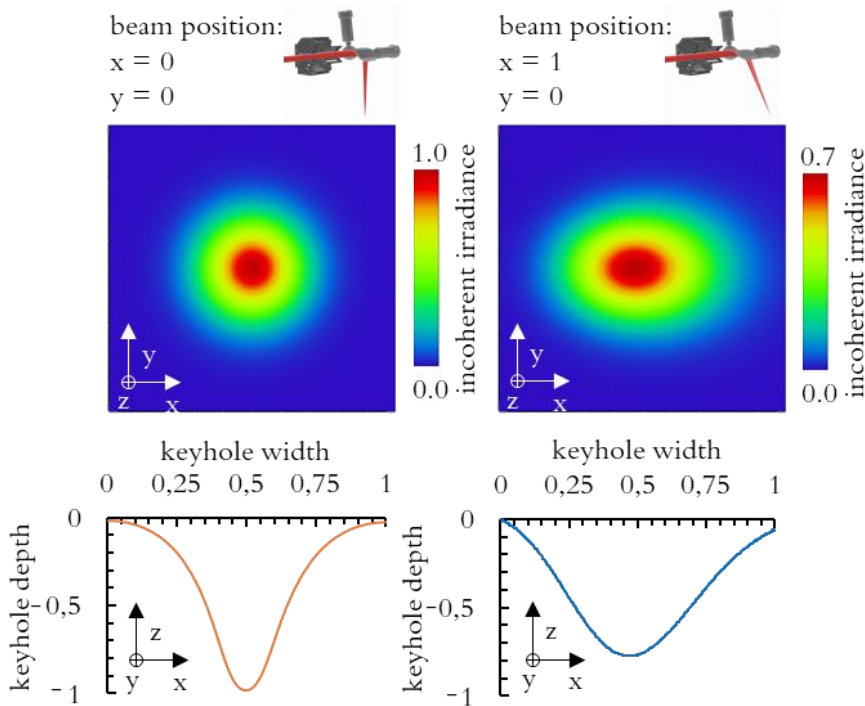 beam position:
x = 0
y = 0
beam position:
x = 1
y = 0
1.0
incoherent irradiance
0.0
y
z
x
0.7
incoherent irradiance
0.0
y
z
x
keyhole width
0 0,25 0,5 0,75 1
keyhole depth
0
-0,5
-1
z
y
x
keyhole width
0 0,25 0,5 0,75 1
keyhole depth
0
-0,5
-1
z
y
x